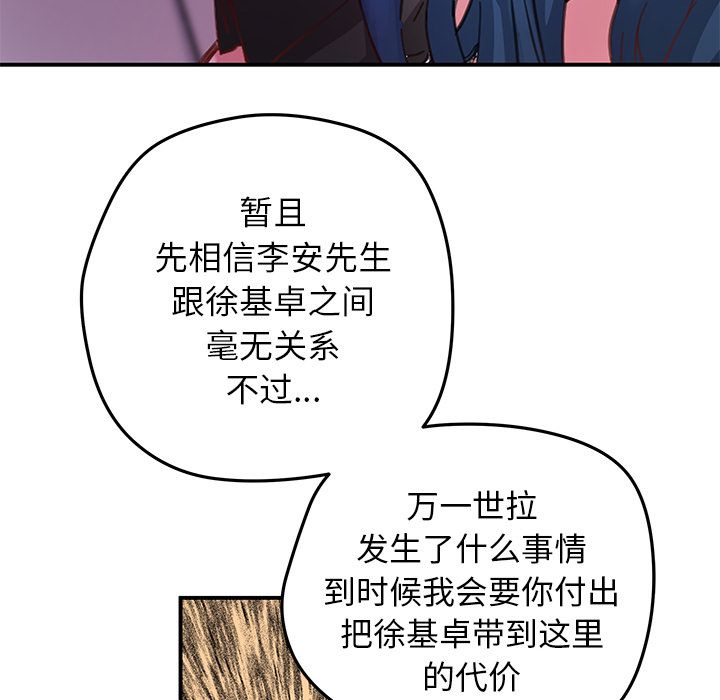 暂且
先相信李安先生
跟徐基卓之间
毫无关系
不过...
万一世拉
发生了什么事情
到时候我会要你付出
把徐基卓带到这里
的代价